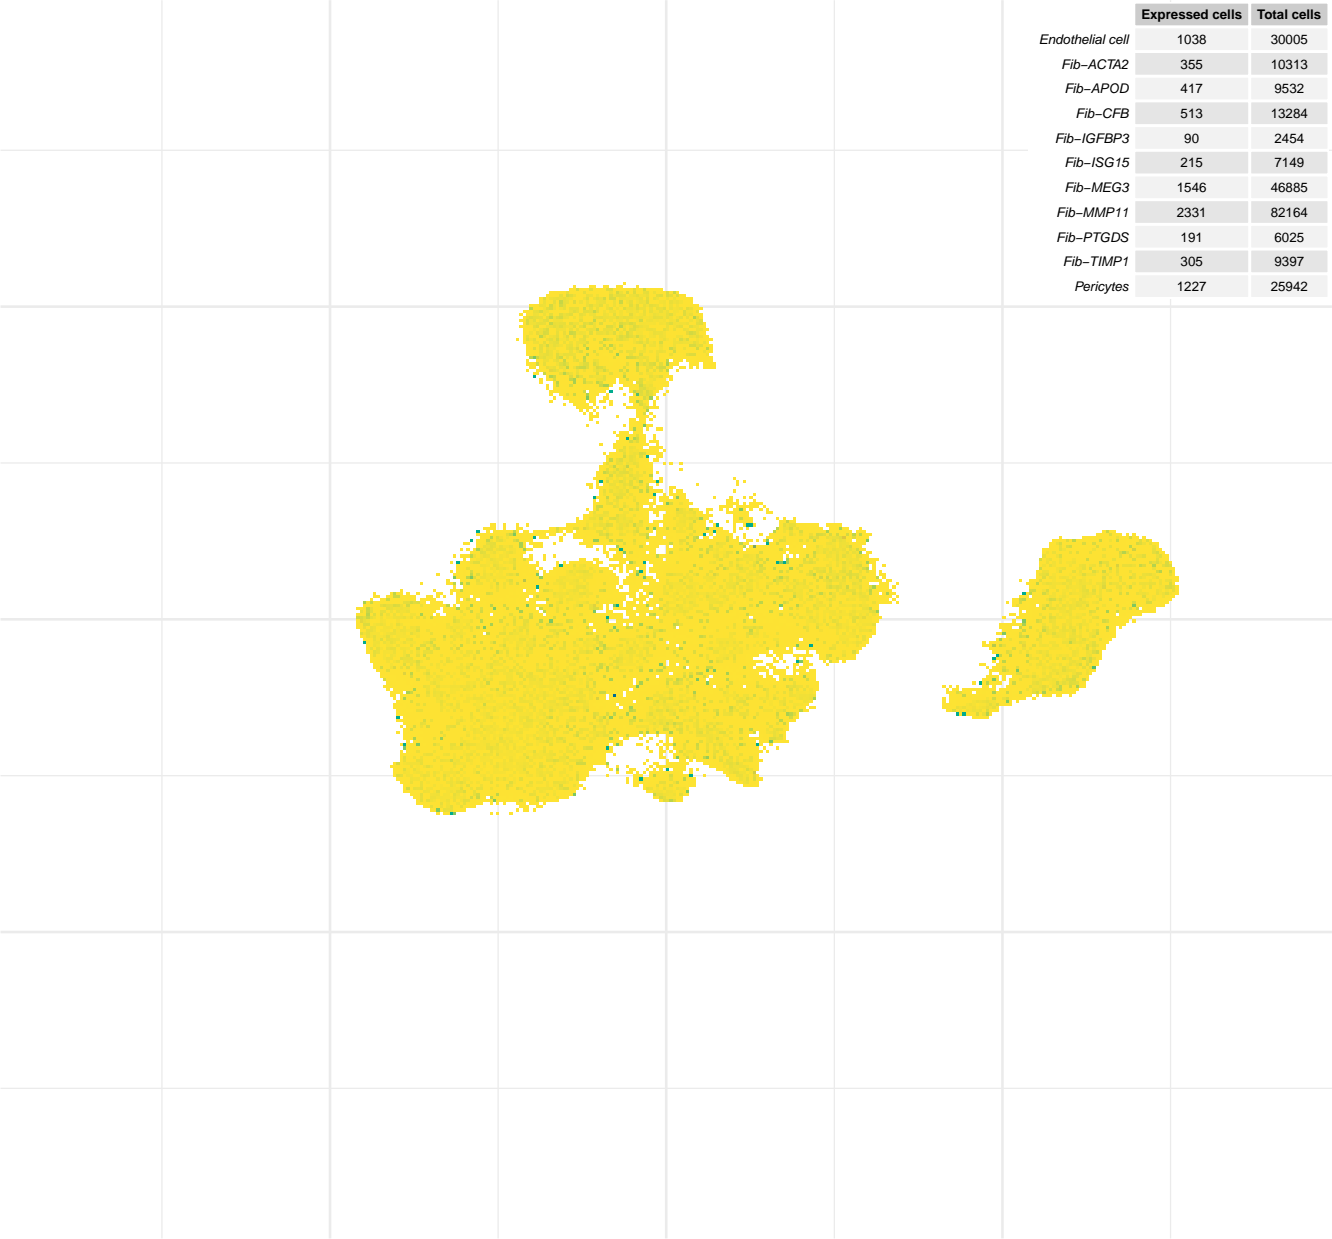 Expressed cells Total cells
Endothelial cell 1038 30005
Fib−ACTA2 355 10313
Fib−APOD 417 9532
Fib−CFB 513 13284
Fib−IGFBP3 90 2454
Fib−ISG15 215 7149
Fib−MEG3 1546 46885
Fib−MMP11 2331 82164
Fib−PTGDS 191 6025
Fib−TIMP1 305 9397
Pericytes 1227 25942